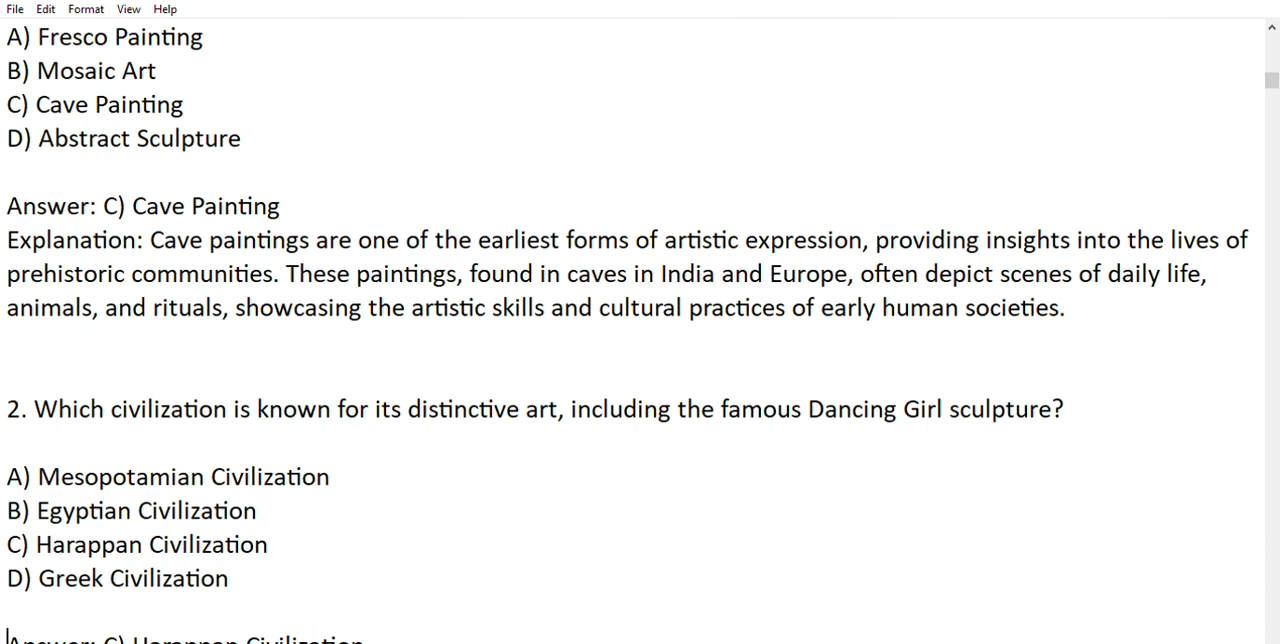 File Edit Format View Help
A) Fresco Painting
B) Mosaic Art
C) Cave Painting
D) Abstract Sculpture
Answer: C) Cave Painting
Explanation: Cave paintings are one of the earliest forms of artistic expression, providing insights into the lives of
prehistoric communities. These paintings, found in caves in India and Europe, often depict scenes of daily life,
animals, and rituals, showcasing the artistic skills and cultural practices of early human societies.
2. Which civilization is known for its distinctive art, including the famous Dancing Girl sculpture?
A) Mesopotamian Civilization
B) Egyptian Civilization
C) Harappan Civilization
D) Greek Civilization
Answer: C) Harappan Civilization